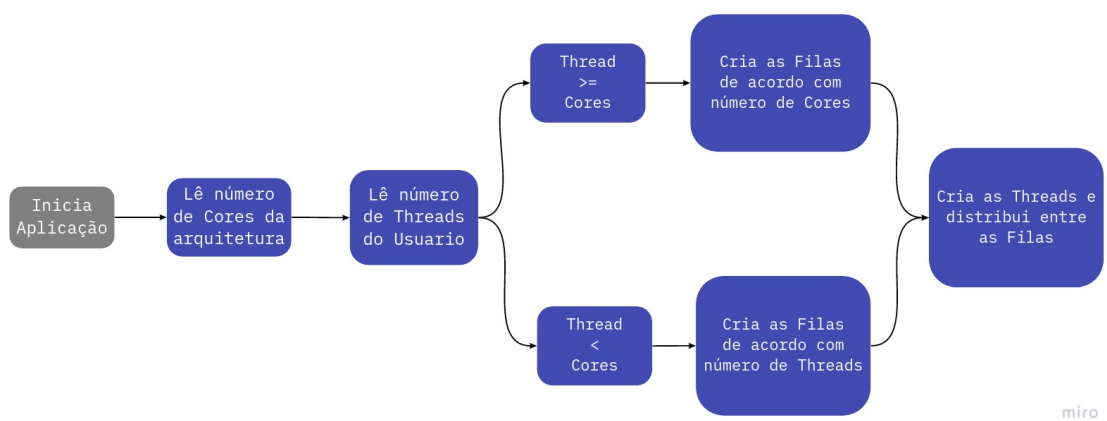 Inicia
Aplicação
Lê número
de Cores da
arquitetura
Lê número
de Threads
do Usuario
Thread
>=
Cores
Cria as Filas
de acordo com
número de Cores
Thread
<
Cores
Cria as Filas
de acordo com
número de Threads
Cria as Threads e
distribui entre
as Filas
miro